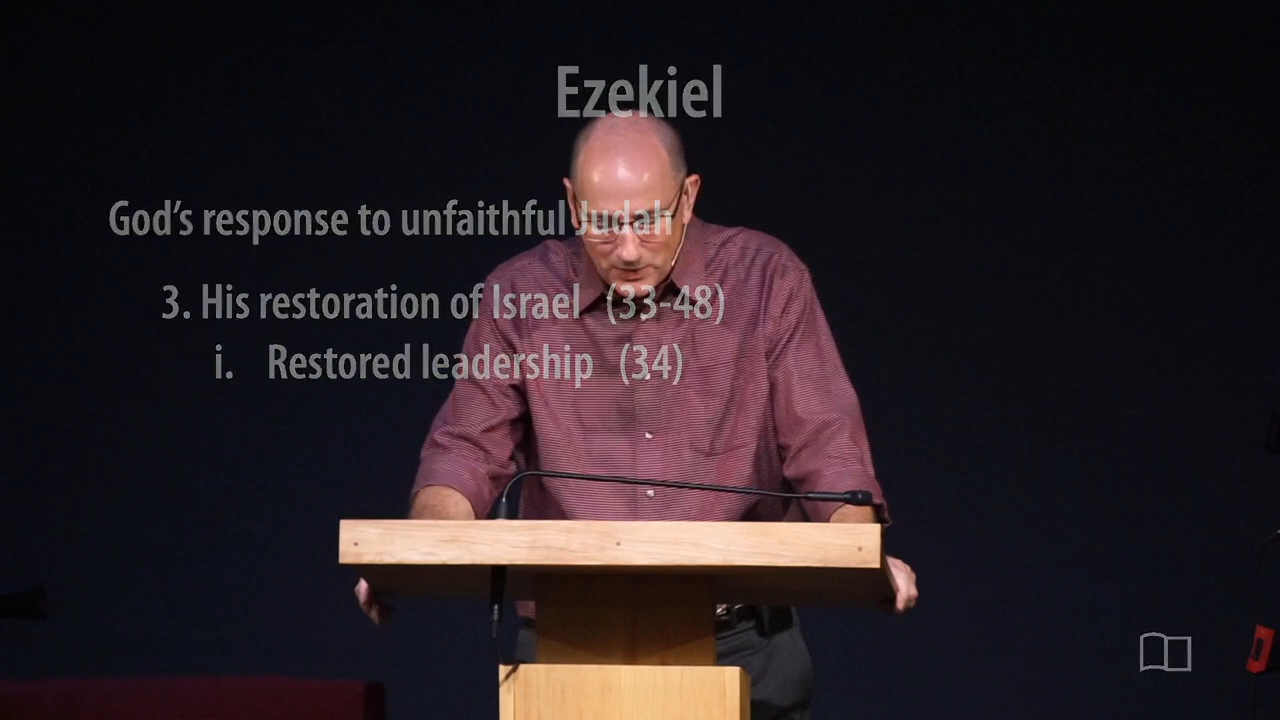 Ezekiel
God's response to unfaithful Judah
3. His restoration of Israel (33-48)
i. Restored leadership (34)